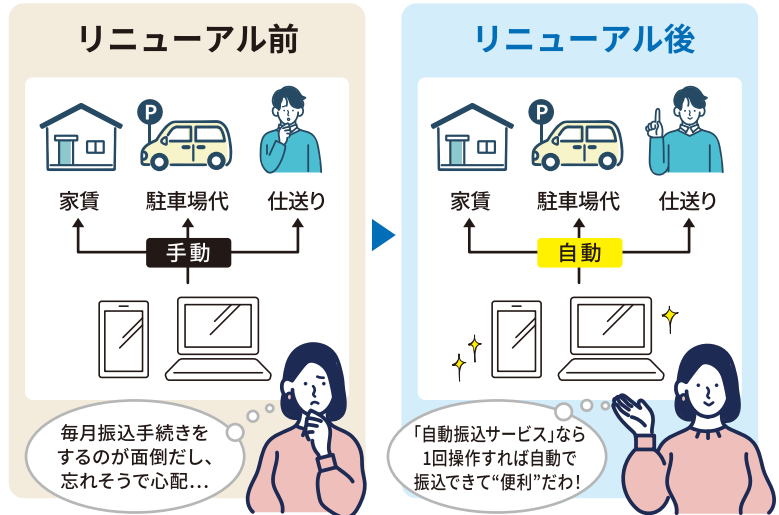 リニューアル前
P
家賃
駐車場代
仕送り
手動
毎月振込手続きを
するのが面倒だし、
忘れそうで心配…
リニューアル後
P
家賃
駐車場代
仕送り
自動
「自動振込サービス」なら
1回操作すれば自動で
振込できて“便利”だわ！